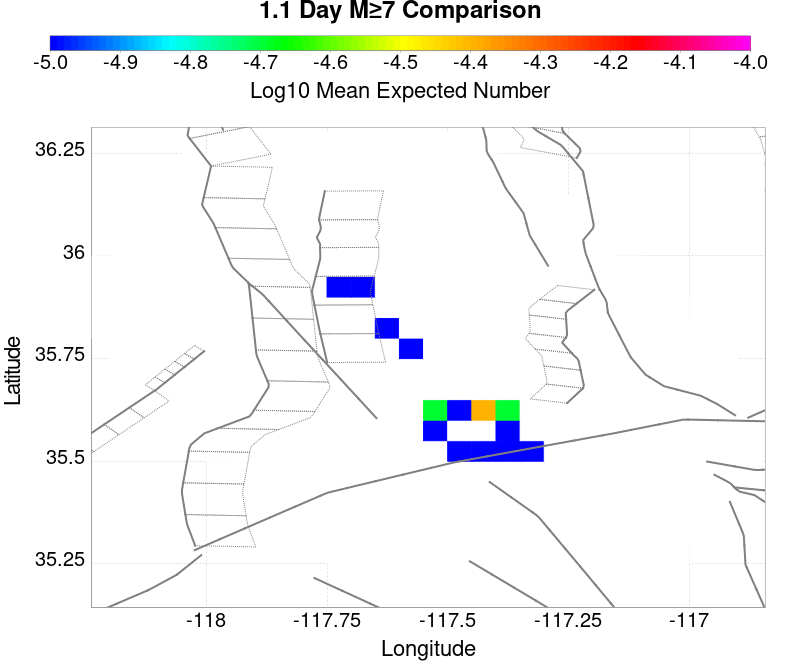 1.1 Day M≥7 Comparison
-5.0 -4.9 -4.8 -4.7 -4.6 -4.5 -4.4 -4.3 -4.2 -4.1 -4.0
Log10 Mean Expected Number
36.25
36
35.75
35.5
35.25
Latitude
-118 -117.75 -117.5 -117.25 -117
Longitude